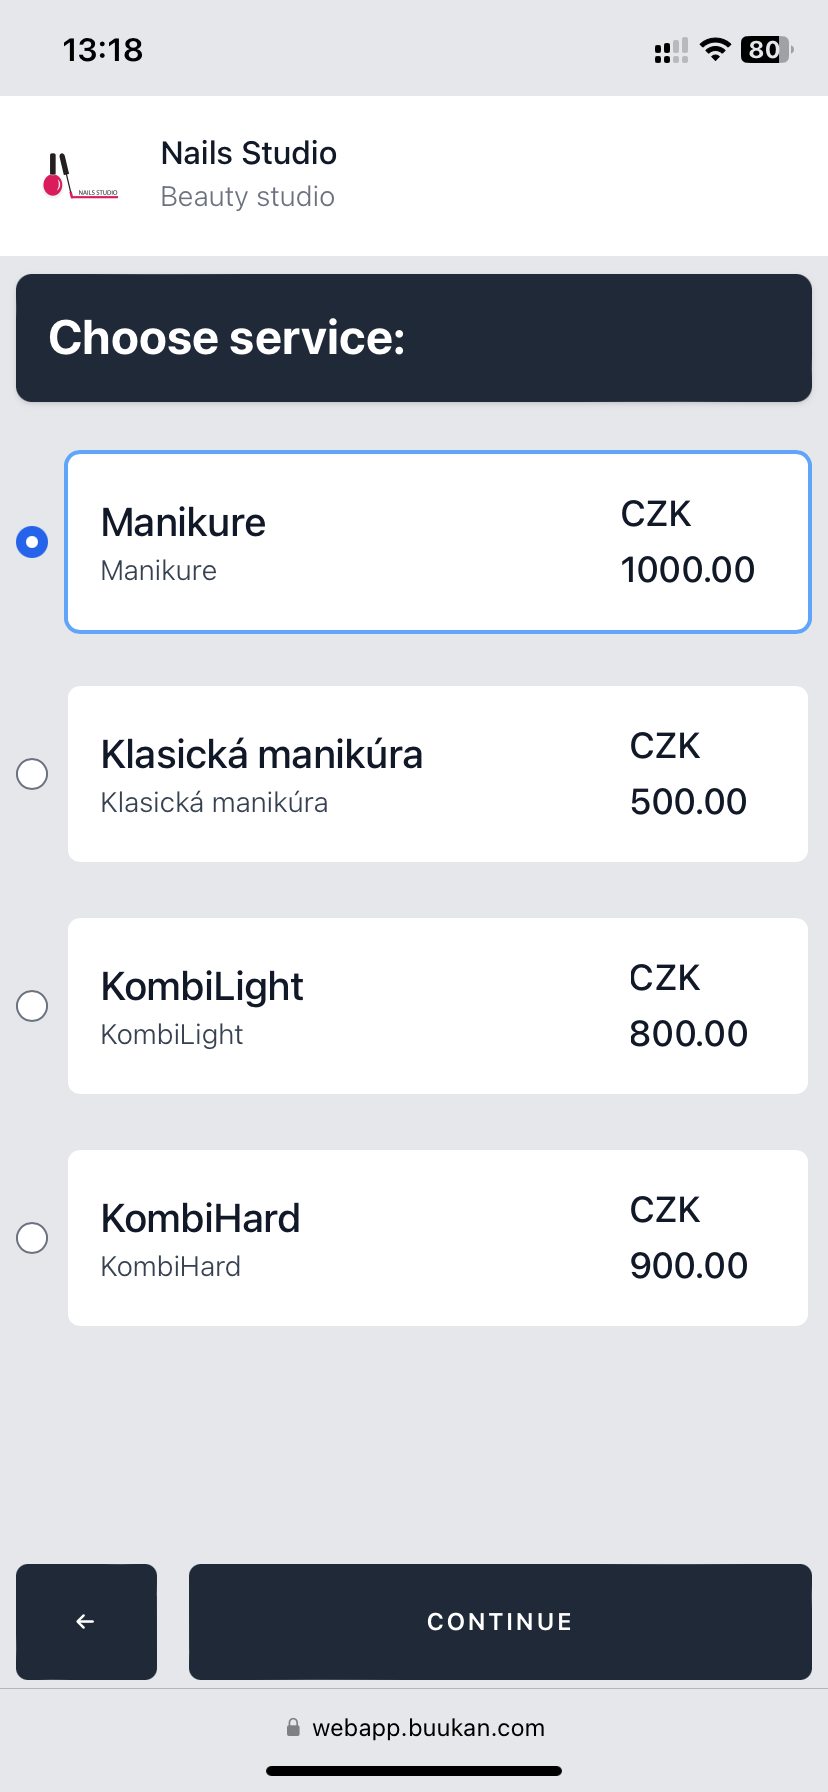 13:18
80
NAILS STUDIO
Nails Studio
Beauty studio
Choose service:
Manikure
Manikure
CZK
1000.00
Klasická manikúra
Klasická manikúra
CZK
500.00
KombiLight
KombiLight
CZK
800.00
KombiHard
KombiHard
CZK
900.00
CONTINUE
webapp.buukan.com